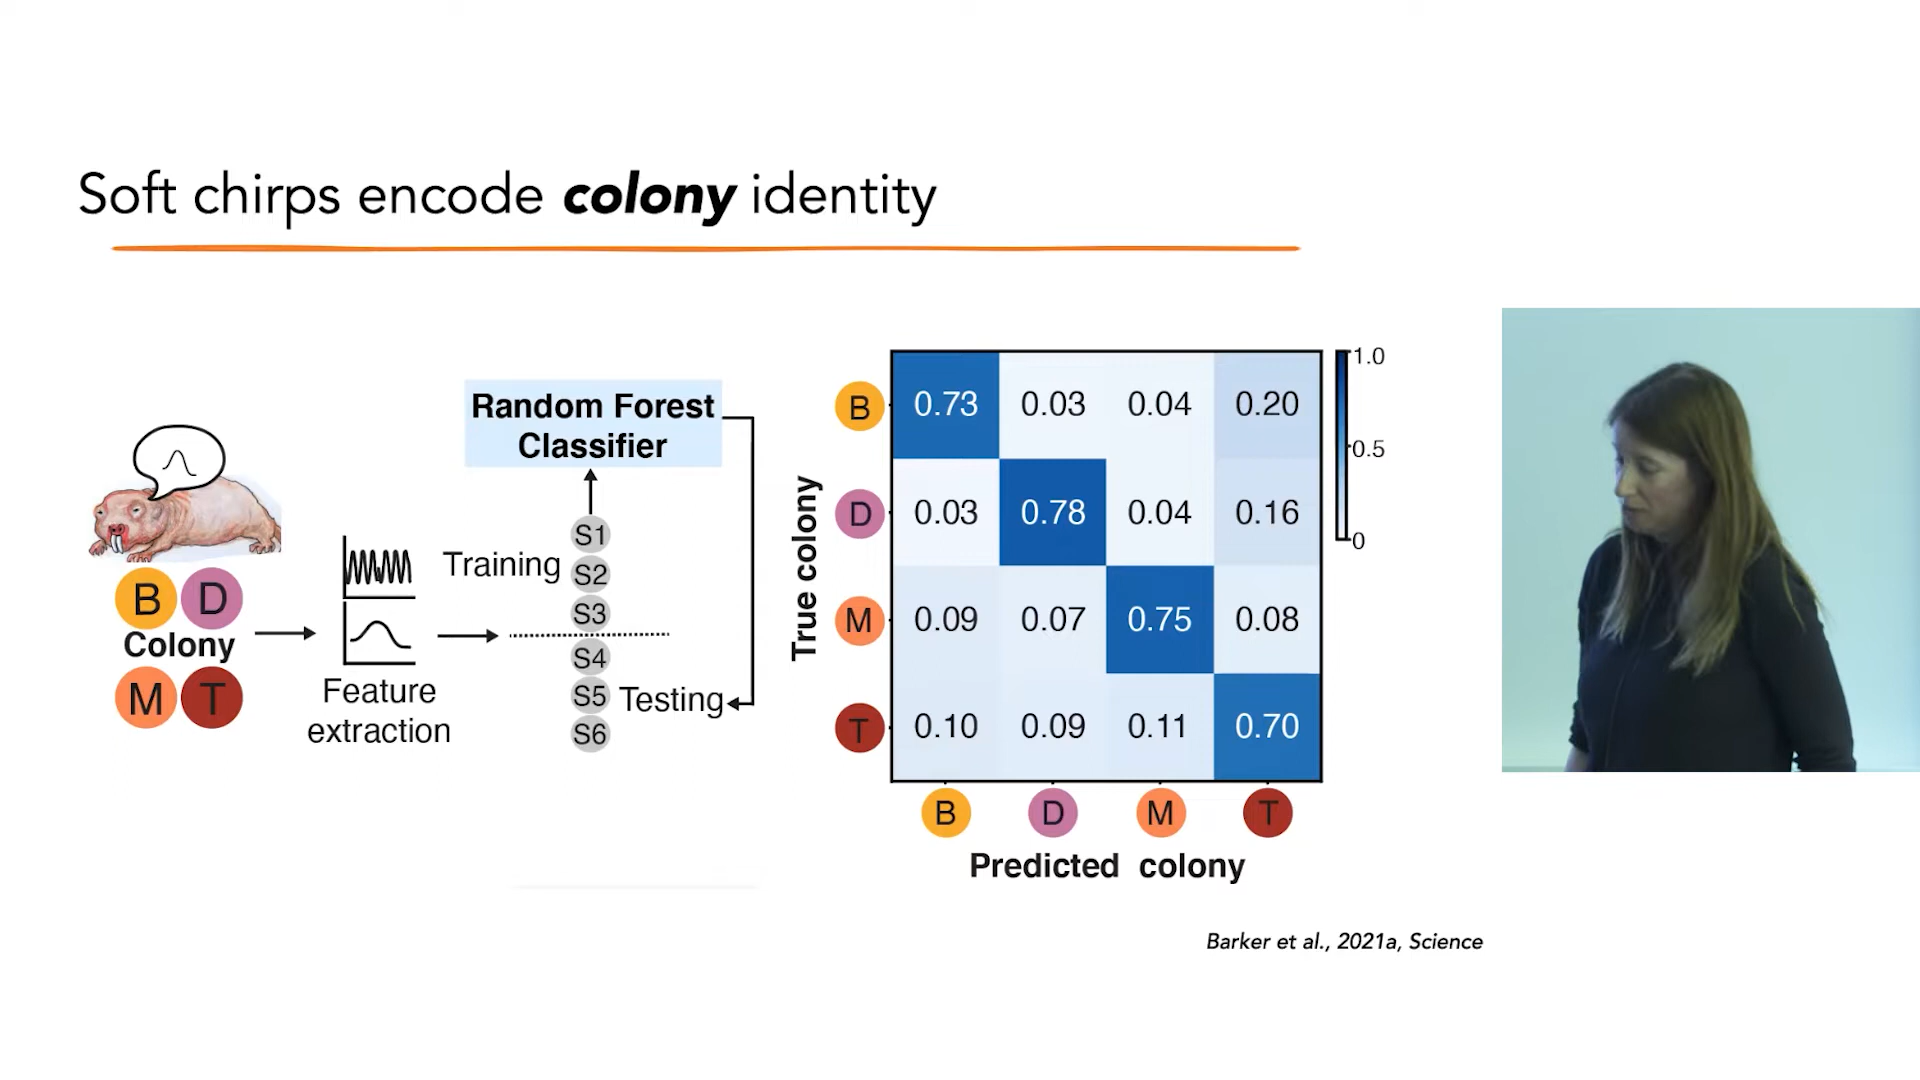 Soft chirps encode colony identity
B D
Colony
M T
Feature
extraction
Training
Random Forest
Classifier
S1
S2
S3
S4
S5
S6
Testing
True colony
B 0.73 0.03 0.04 0.20
D 0.03 0.78 0.04 0.16
M 0.09 0.07 0.75 0.08
T 0.10 0.09 0.11 0.70
B D M T
Predicted colony
1.0
0.5
0
Barker et al., 2021a, Science